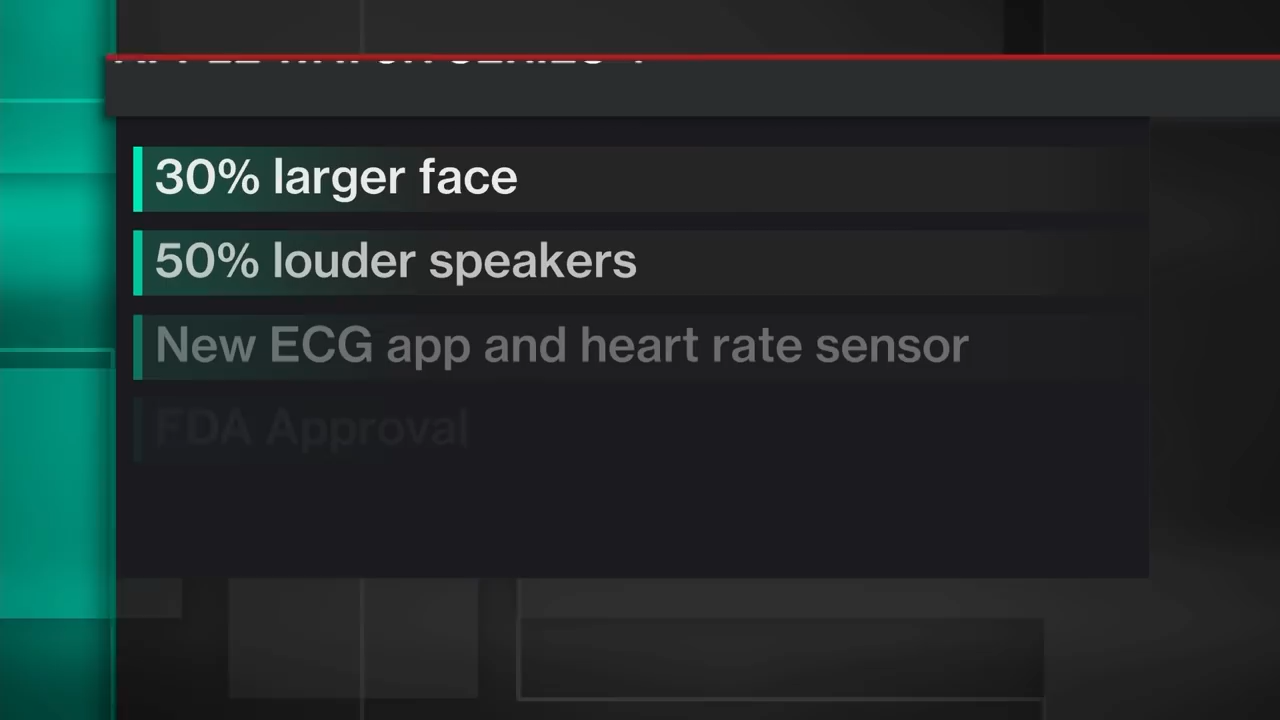 30% larger face
50% louder speakers
New ECG app and heart rate sensor
FDA Approval